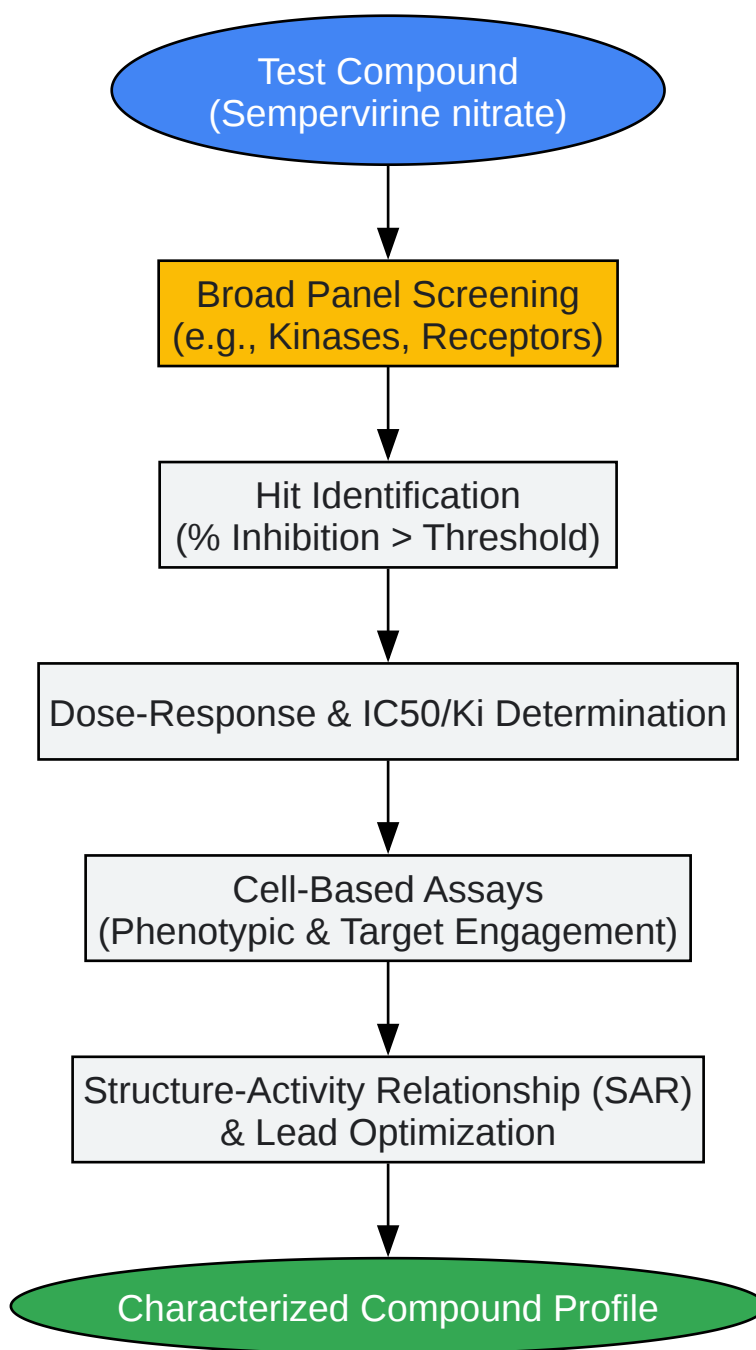 Test Compound
(Sempervirine nitrate)
Broad Panel Screening
(e.g., Kinases, Receptors)
Hit Identification
(% Inhibition > Threshold)
Dose-Response & IC50/Ki Determination
Cell-Based Assays
(Phenotypic & Target Engagement)
Structure-Activity Relationship (SAR)
& Lead Optimization
Characterized Compound Profile